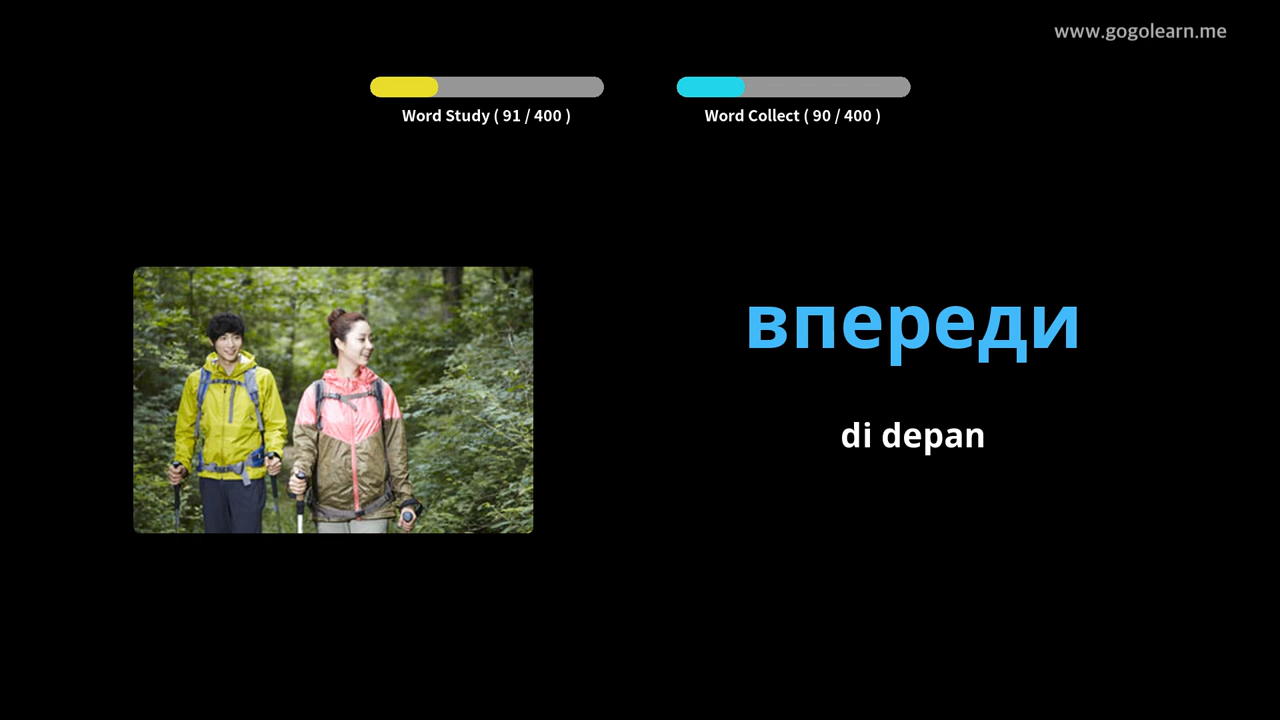 www.gogolearn.me
Word Study ( 91 / 400 )
Word Collect ( 90 / 400 )
впереди
di depan